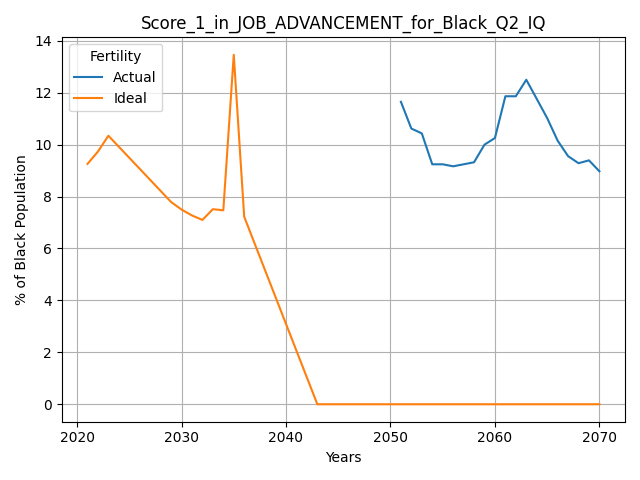 Score_1_in_JOB_ADVANCEMENT_for_Black_Q2_IQ
Fertility
Actual
Ideal
% of Black Population
14
12
10
8
6
4
2
0
2020 2030 2040 2050 2060 2070
Years